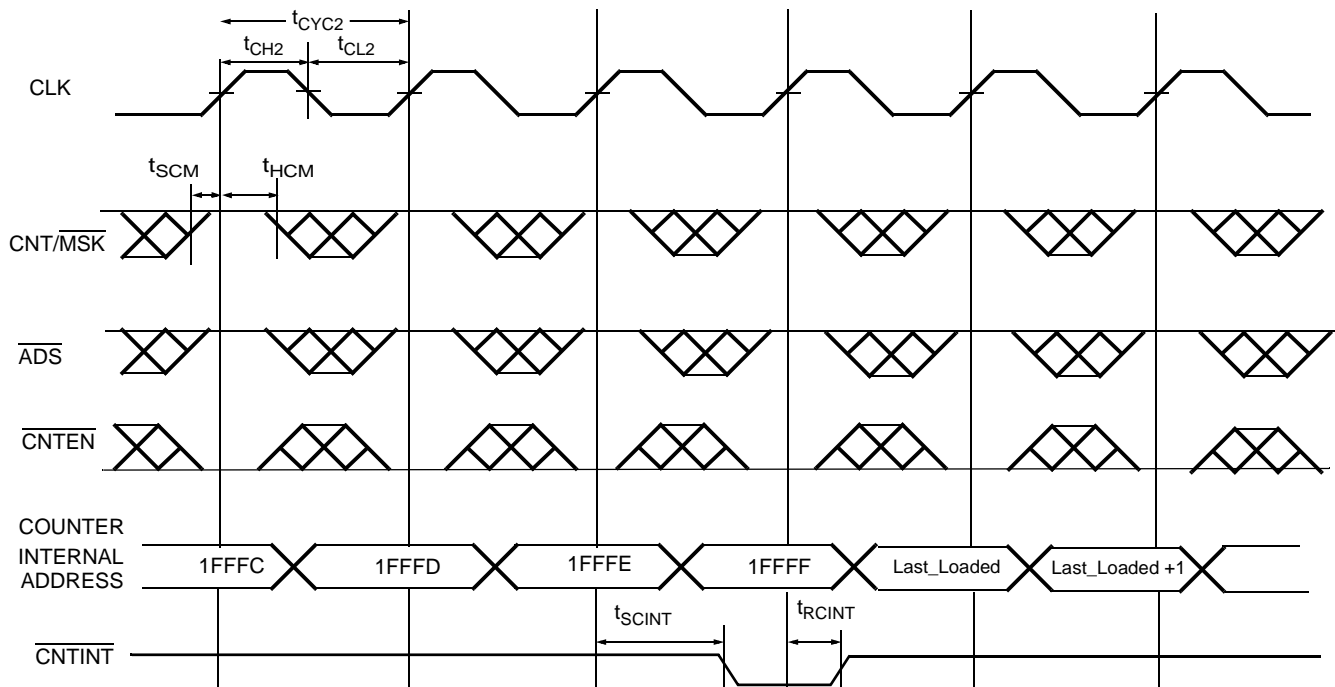 tCYC2
tCH2 tCL2
CLK
tSCM tHCM
CNT/MSK
ADS
CNTEN
COUNTER
INTERNAL
ADDRESS
1FFFC 1FFFD 1FFFE 1FFFF Last_Loaded Last_Loaded +1
tSCINT tRCINT
CNTINT